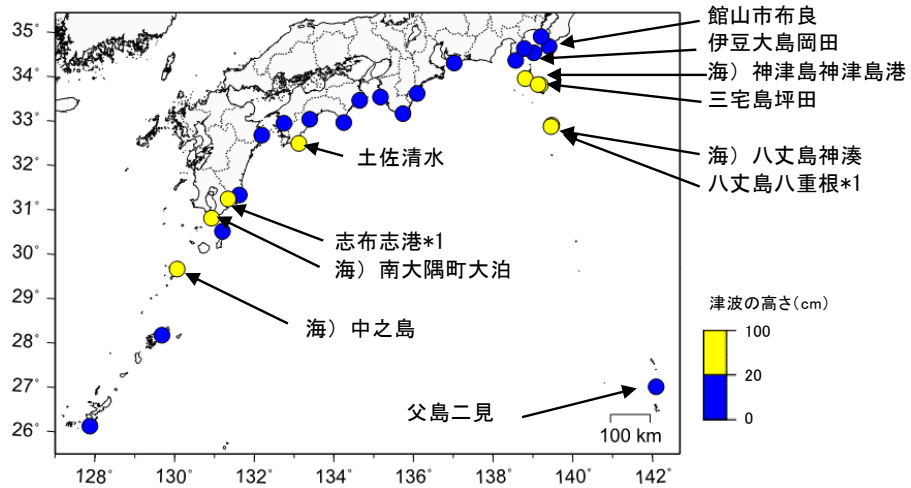 館山市布良
伊豆大島岡田
海）神津島神津島港
三宅島坪田
海）八丈島神湊
八丈島八重根*1
土佐清水
志布志港*1
海）南大隅町大泊
海）中之島
父島二見
津波の高さ(cm)
100
20
0
100 km
35°
34°
33°
32°
31°
30°
29°
28°
27°
26°
128° 130° 132° 134° 136° 138° 140° 142°